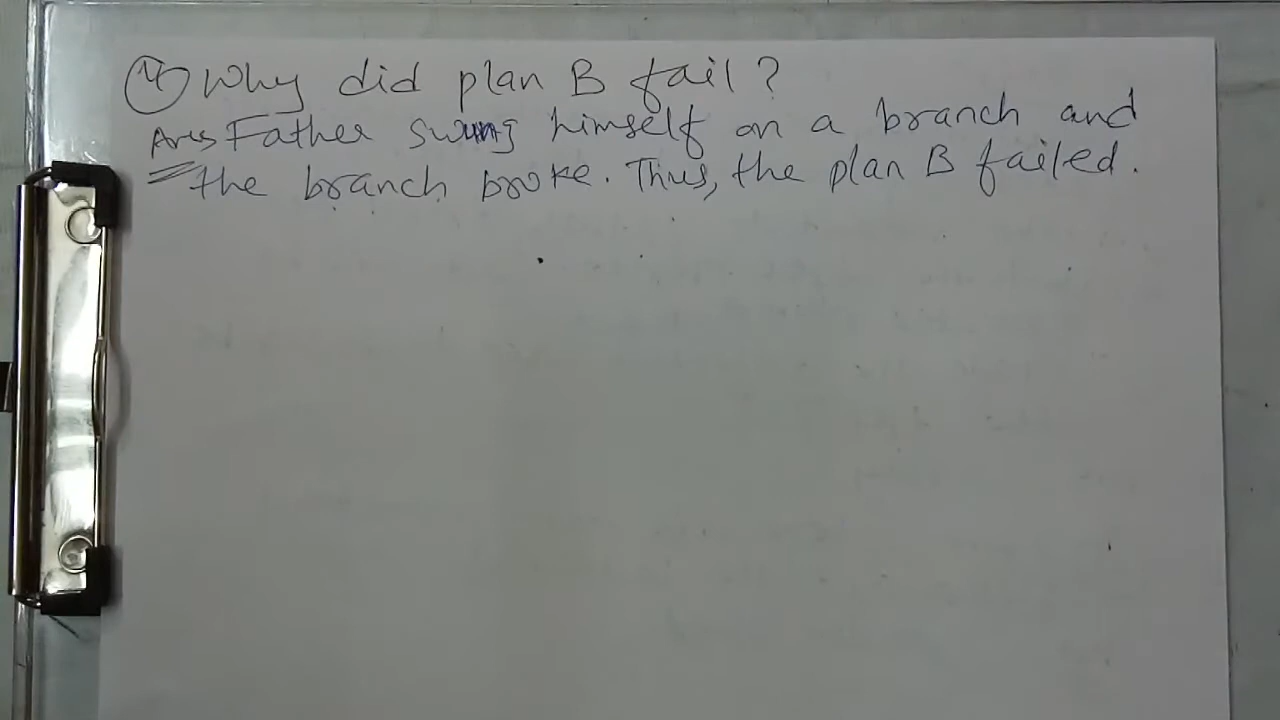 4 Why did plan B fail?
Ans Father swung himself on a branch and
the branch broke. Thus, the plan B failed.